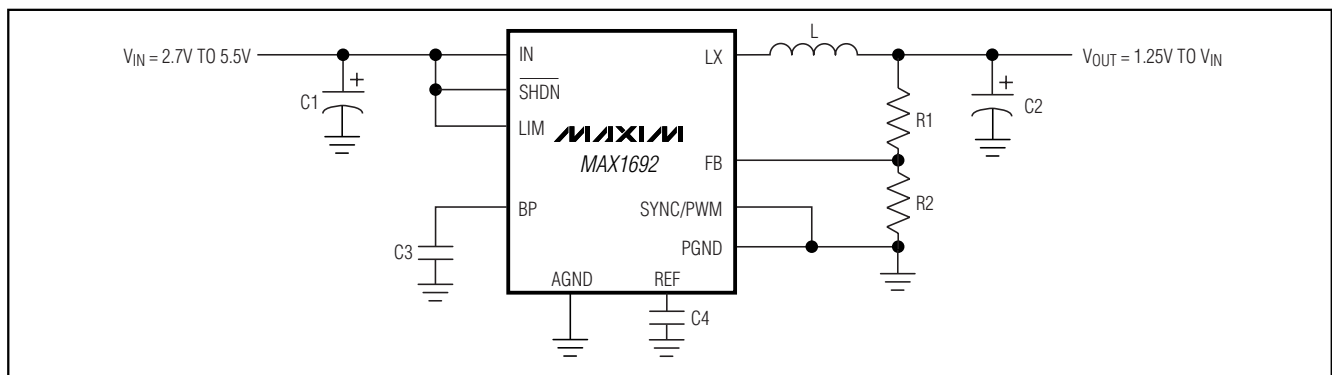 V_IN = 2.7V TO 5.5V
C1
+
IN
SHDN
LIM
MAXIM
MAX1692
BP
C3
AGND
REF
C4
LX
FB
SYNC/PWM
PGND
L
R1
R2
+
C2
V_OUT = 1.25V TO V_IN